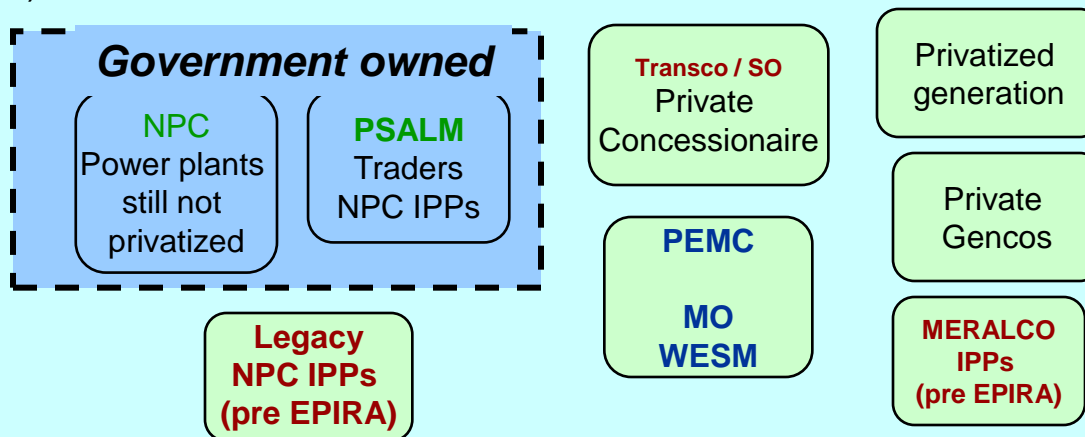 Government owned
NPC
Power plants
still not
privatized
PSALM
Traders
NPC IPPs
Legacy
NPC IPPs
(pre EPIRA)
Transco / SO
Private
Concessionaire
PEMC
MO
WESM
Privatized
generation
Private
Gencos
MERALCO
IPPs
(pre EPIRA)